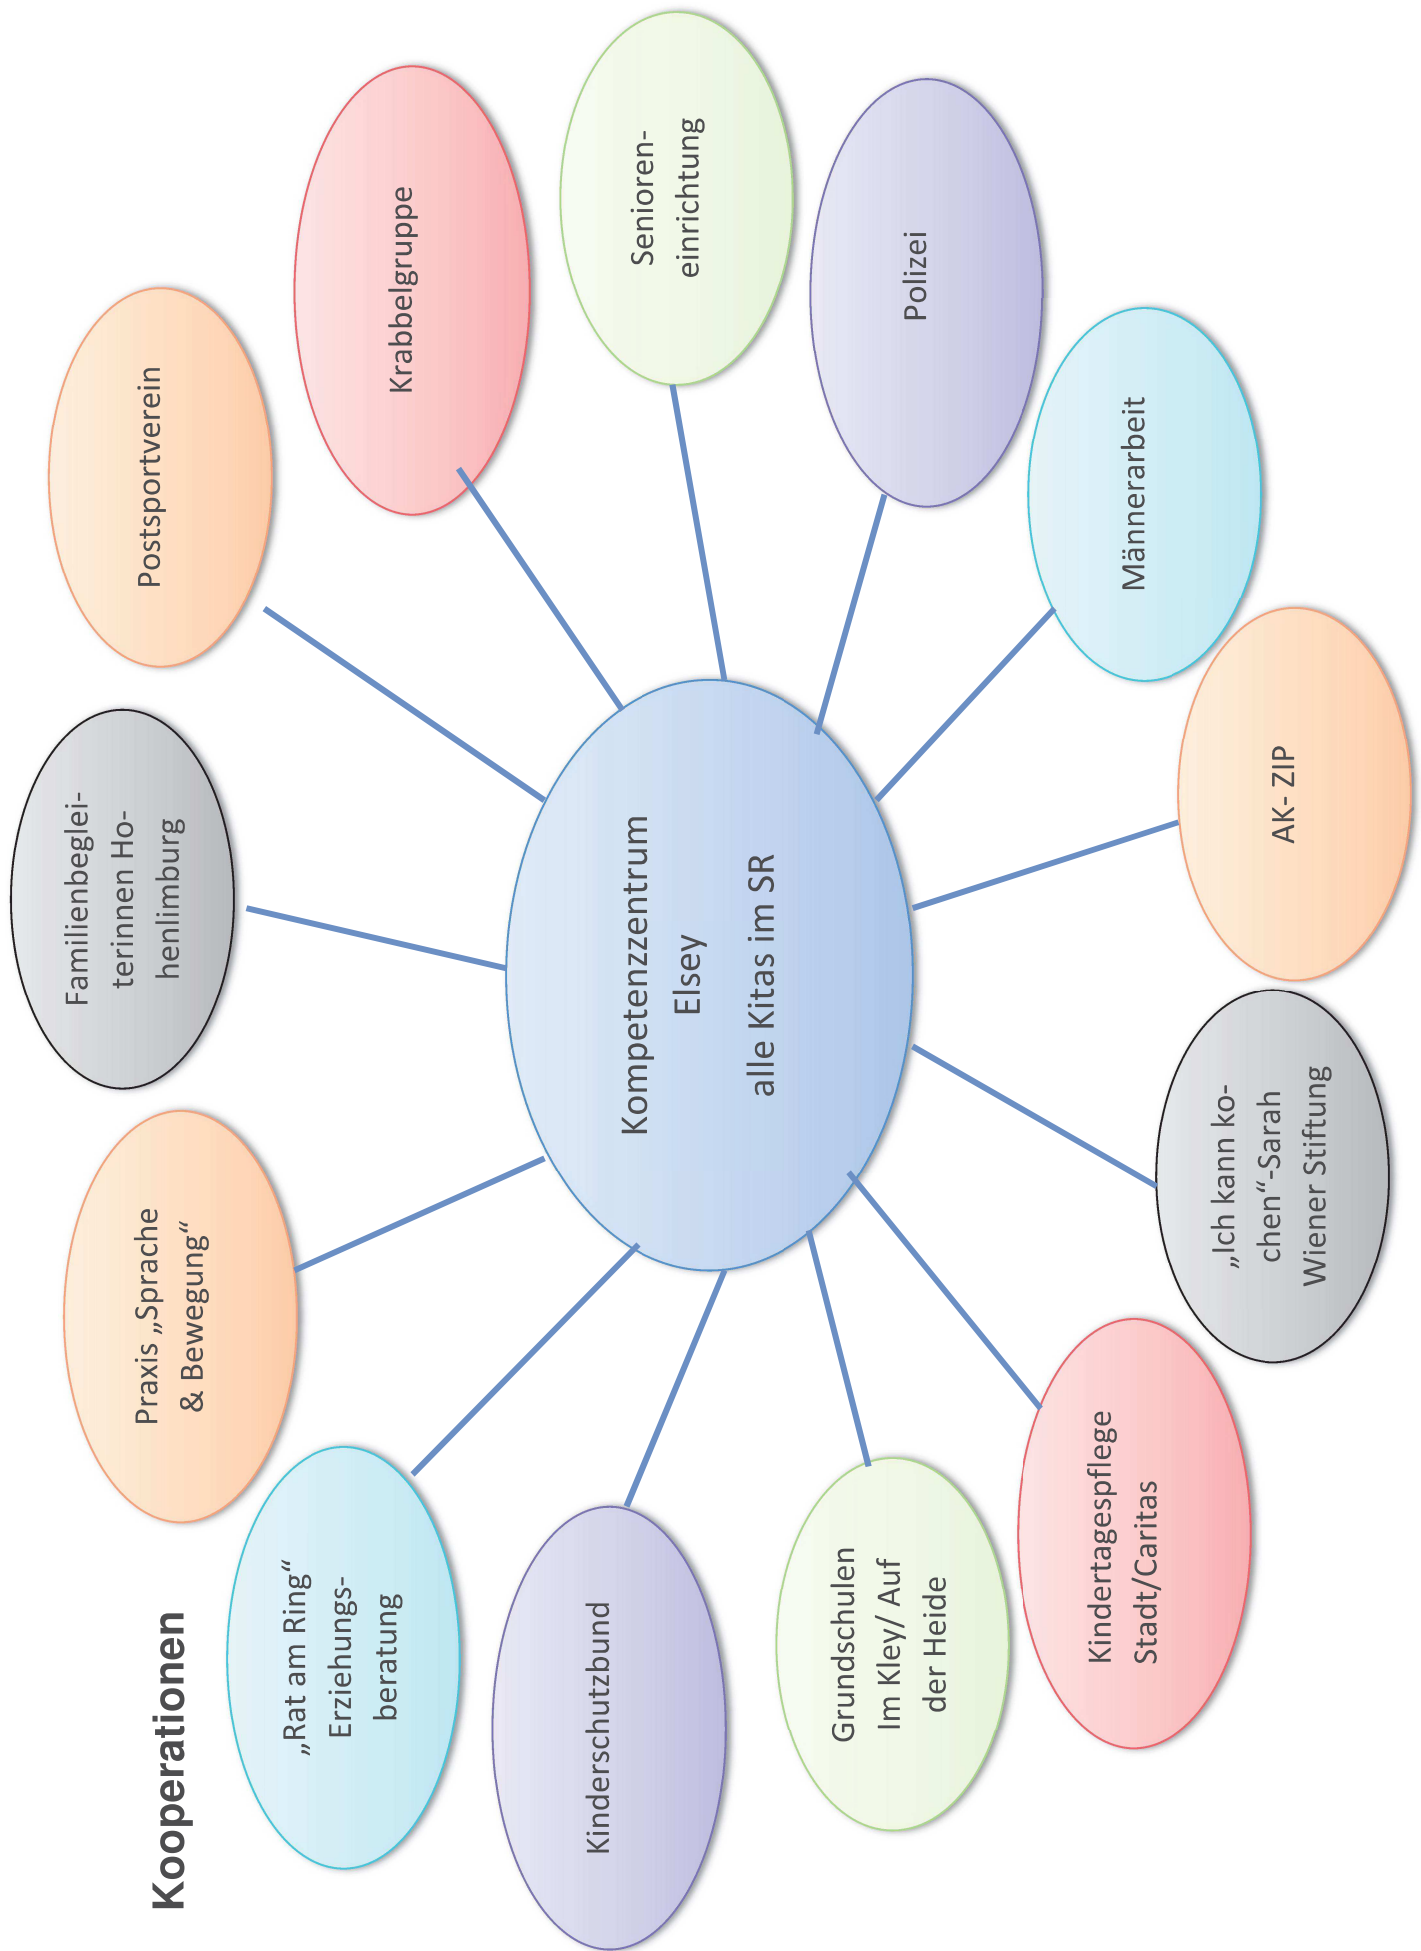 Kooperationen
Familienbeglei-
terinnen Ho-
henlimburg
Postsportverein
Praxis „Sprache
& Bewegung“
Krabbelgruppe
„Rat am Ring“
Erziehungs-
beratung
Senioren-
einrichtung
Kinderschutzbund
Kompetenzzentrum
Elsey
alle Kitas im SR
Polizei
Grundschulen
Im Kley/ Auf
der Heide
Männerarbeit
Kindertagespflege
Stadt/Caritas
AK- ZIP
„Ich kann ko-
chen“-Sarah
Wiener Stiftung